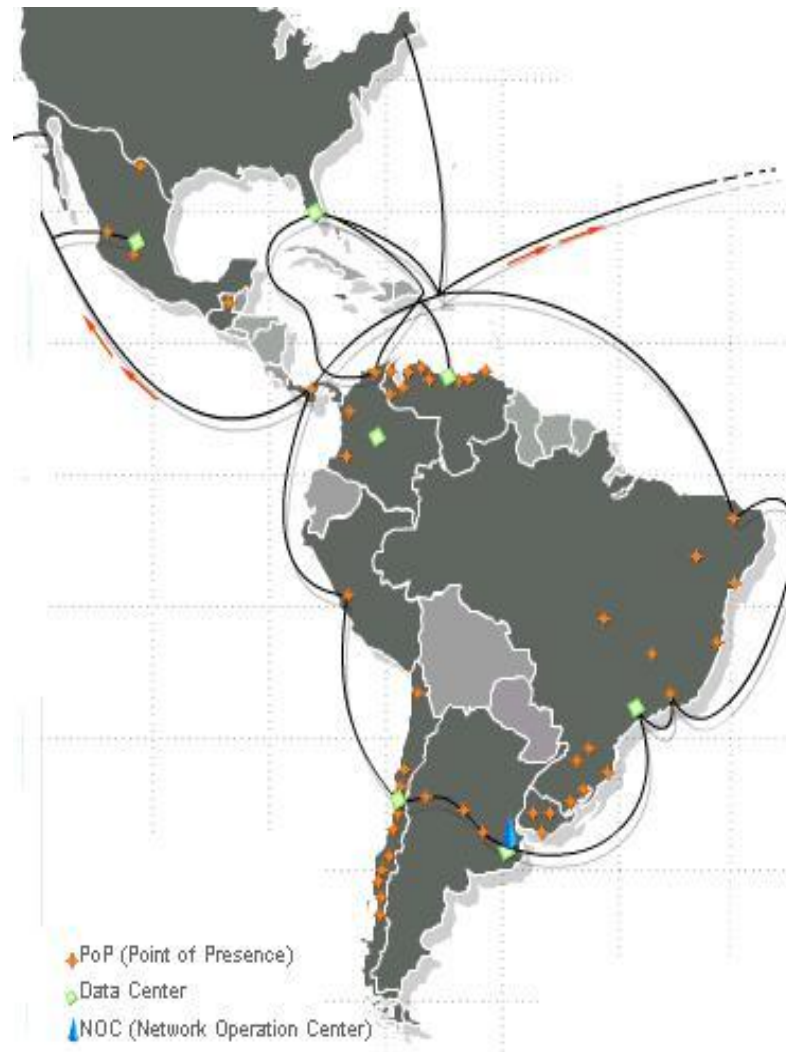 PoP (Point of Presence)
Data Center
NOC (Network Operation Center)